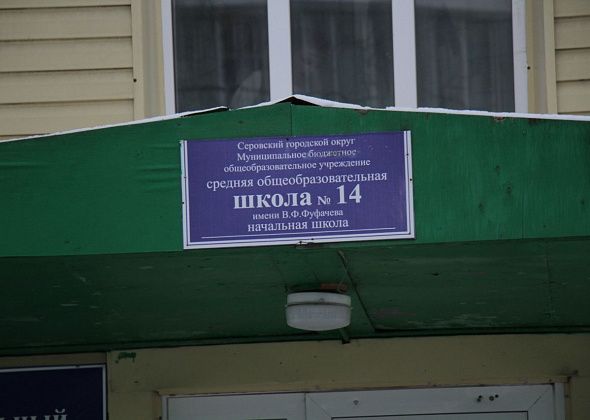 Серовский городской округ
Муниципальное бюджетное
общеобразовательное учреждение
средняя общеобразовательная
школа № 14
имени В.Ф.Фуфачева
начальная школа